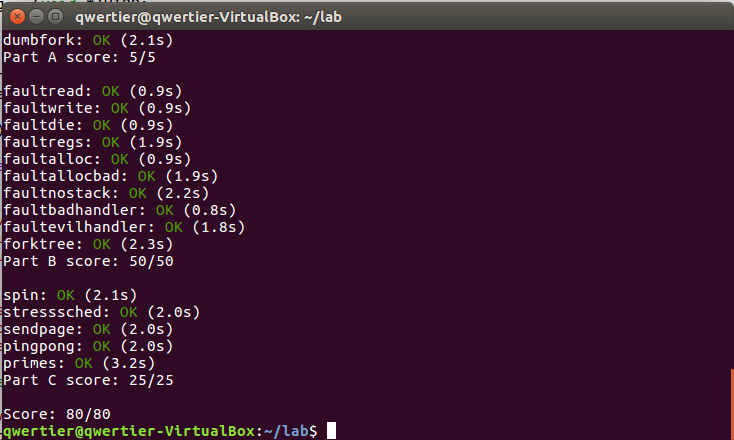 qwertier@qwertier-VirtualBox: ~/lab
dumbfork: OK (2.1s)
Part A score: 5/5
faultread: OK (0.9s)
faultwrite: OK (0.9s)
faultdie: OK (0.9s)
faultregs: OK (1.9s)
faultalloc: OK (0.9s)
faultallocbad: OK (1.9s)
faultnostack: OK (2.2s)
faultbadhandler: OK (0.8s)
faultevilhandler: OK (1.8s)
forktree: OK (2.3s)
Part B score: 50/50
spin: OK (2.1s)
stresssched: OK (2.0s)
sendpage: OK (2.0s)
pingpong: OK (2.0s)
primes: OK (3.2s)
Part C score: 25/25
Score: 80/80
qwertier@qwertier-VirtualBox:~/lab$